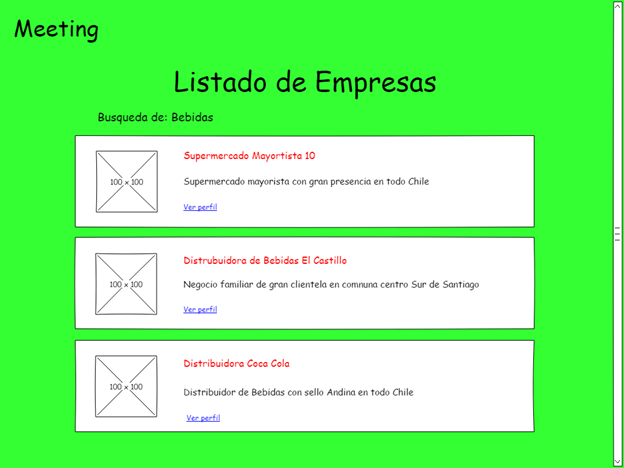 Meeting
Listado de Empresas
Busqueda de: Bebidas
100 x 100
Supermercado Mayortista 10
Supermercado mayorista con gran presencia en todo Chile
Ver perfil
100 x 100
Distrubuidora de Bebidas El Castillo
Negocio familiar de gran clientela en comnuna centro Sur de Santiago
Ver perfil
100 x 100
Distribuidora Coca Cola
Distribuidor de Bebidas con sello Andina en todo Chile
Ver perfil